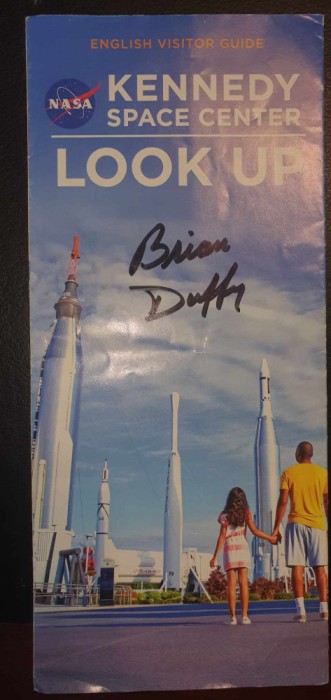 ENGLISH VISITOR GUIDE
NASA
KENNEDY
SPACE CENTER
LOOK UP
Brian
Duffy